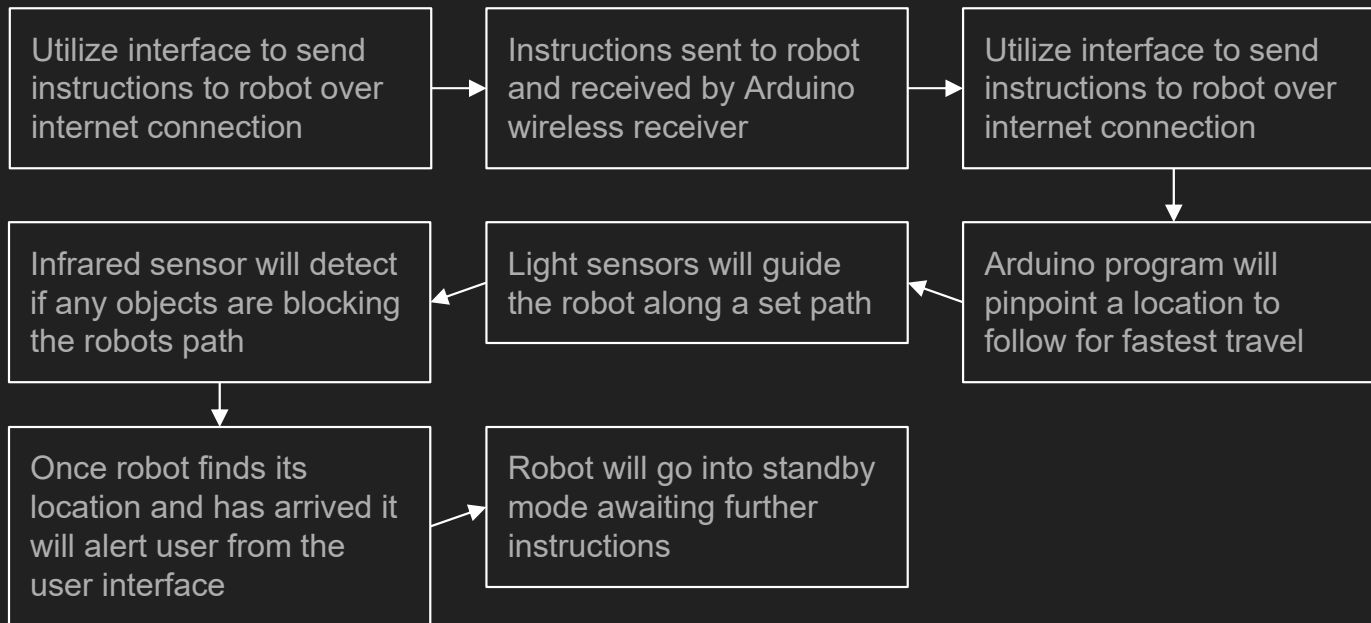 Utilize interface to send
instructions to robot over
internet connection
Instructions sent to robot
and received by Arduino
wireless receiver
Utilize interface to send
instructions to robot over
internet connection
Arduino program will
pinpoint a location to
follow for fastest travel
Light sensors will guide
the robot along a set path
Infrared sensor will detect
if any objects are blocking
the robots path
Once robot finds its
location and has arrived it
will alert user from the
user interface
Robot will go into standby
mode awaiting further
instructions